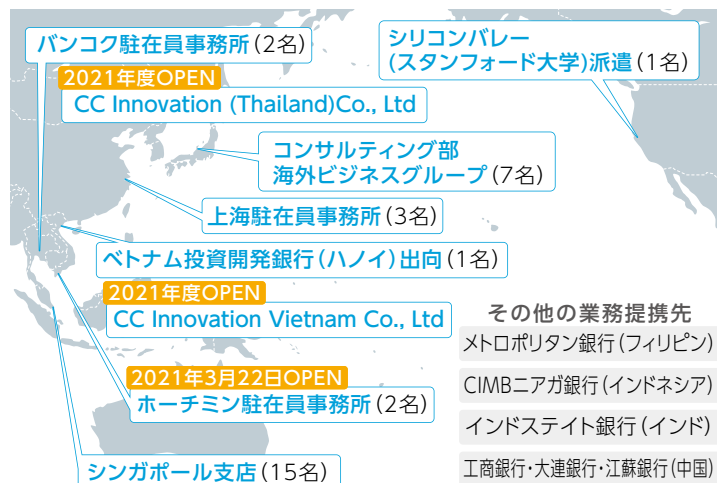 バンコク駐在員事務所(2名)
2021年度OPEN
CC Innovation (Thailand)Co., Ltd
シリコンバレー
(スタンフォード大学)派遣(1名)
コンサルティング部
海外ビジネスグループ(7名)
上海駐在員事務所(3名)
ベトナム投資開発銀行(ハノイ)出向(1名)
2021年度OPEN
CC Innovation Vietnam Co., Ltd
2021年3月22日OPEN
ホーチミン駐在員事務所(2名)
シンガポール支店(15名)
その他の業務提携先
メトロポリタン銀行(フィリピン)
CIMBニアガ銀行(インドネシア)
インドステイト銀行(インド)
工商銀行・大連銀行・江蘇銀行(中国)